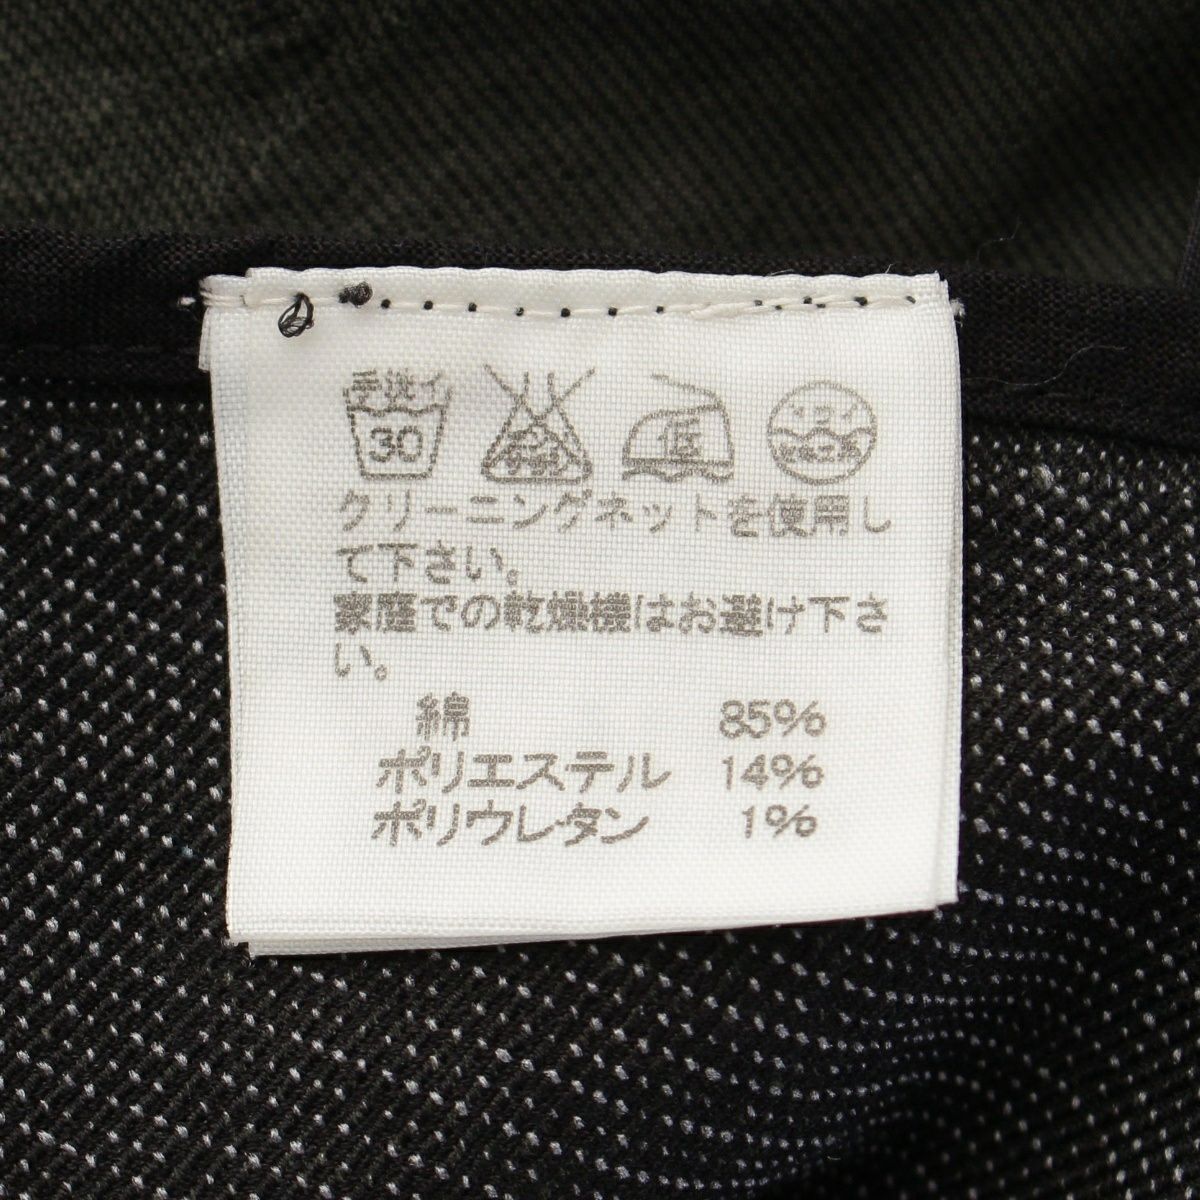 手洗イ
30
低
クリーニングネットを使用し
て下さい。
家庭での乾燥機はお避け下さ
い。
綿 85%
ポリエステル 14%
ポリウレタン 1%